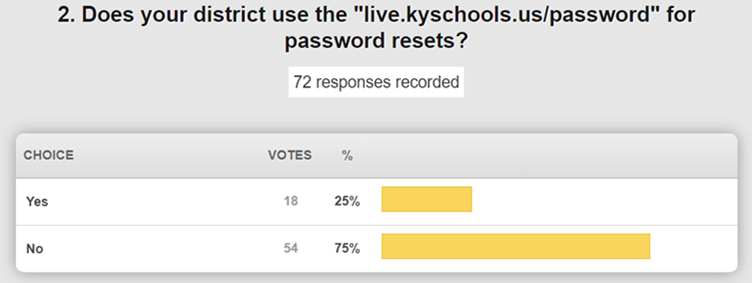 2. Does your district use the "live.kyschools.us/password" for
password resets?
72 responses recorded
CHOICE VOTES %
Yes 18 25%
No 54 75%